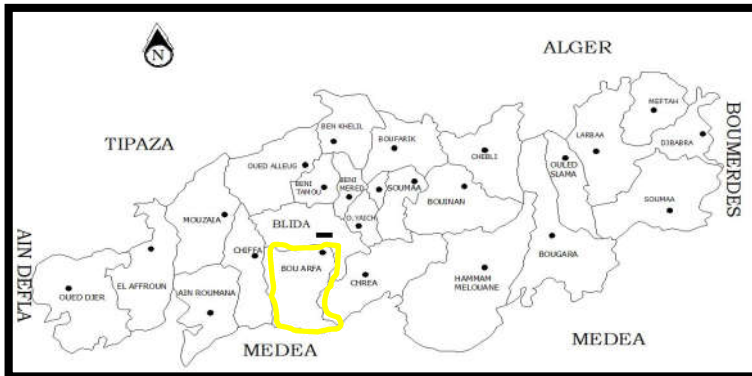 ALGER
N
MEFTAH
BOUMERDES
BEN KHELIL
TIPAZA
BOUFARIK
LARBAA
DJBABRA
CHEBLI
OUED ALLEUG
OULED
SLAMA
BENI
TAMOU
BENI
MERED
SOUMAA
BOUINAN
SOUMAA
MOUZAIA
BLIDA
O.YAICH
AIN DEFLA
CHIFFA
BOU ARFA
CHREA
HAMMAM
MELOUANE
BOUGARA
EL AFFROUN
OUED DJER
AIN ROUMANA
MEDEA
MEDEA